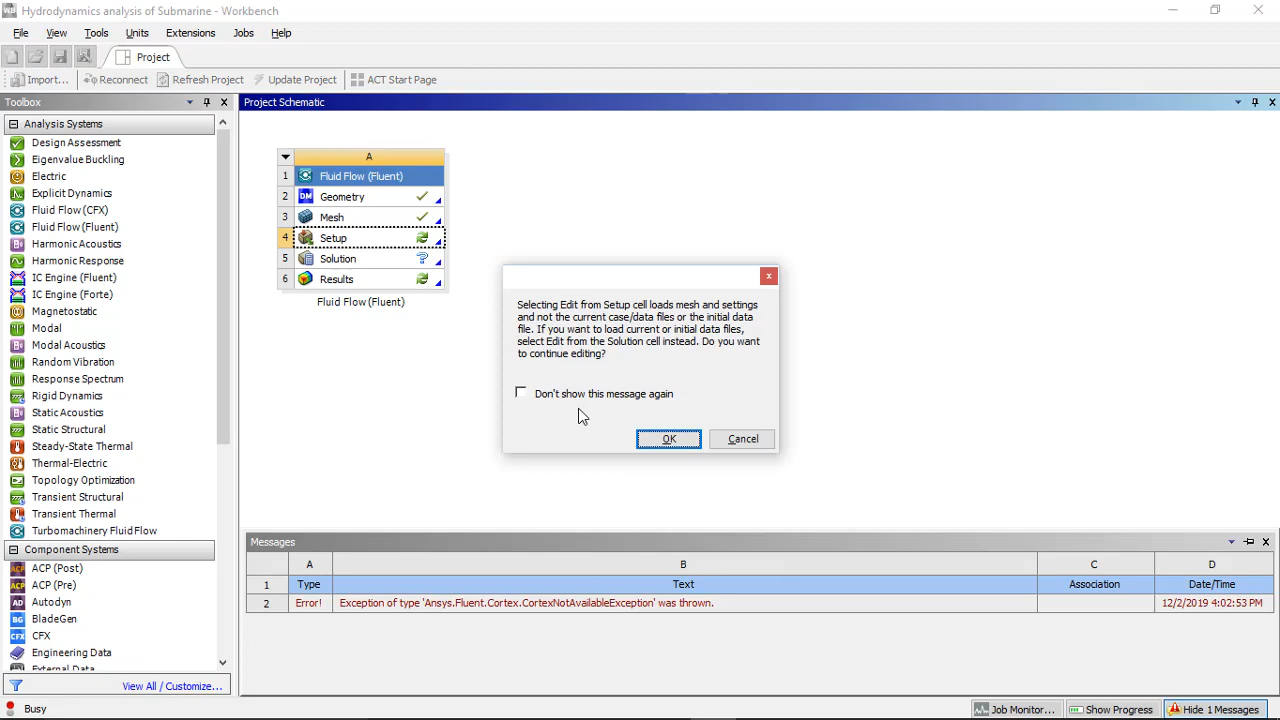 Hydrodynamics analysis of Submarine - Workbench
File View Tools Units Extensions Jobs Help
Project
Import... Reconnect Refresh Project Update Project ACT Start Page
Toolbox
Project Schematic
Analysis Systems
Design Assessment
Eigenvalue Buckling
Electric
Explicit Dynamics
Fluid Flow (CFX)
Fluid Flow (Fluent)
Harmonic Acoustics
Harmonic Response
IC Engine (Fluent)
IC Engine (Forte)
Magnetostatic
Modal
Modal Acoustics
Random Vibration
Response Spectrum
Rigid Dynamics
Static Acoustics
Static Structural
Steady-State Thermal
Thermal-Electric
Topology Optimization
Transient Structural
Transient Thermal
Turbomachinery Fluid Flow
Component Systems
ACP (Post)
ACP (Pre)
Autodyn
BladeGen
CFX
Engineering Data
External Data
View All / Customize...
A
1 Fluid Flow (Fluent)
2 DM Geometry
3 Mesh
4 Setup
5 Solution
6 Results
Fluid Flow (Fluent)
Selecting Edit from Setup cell loads mesh and settings
and not the current case/data files or the initial data
file. If you want to load current or initial data files,
select Edit from the Solution cell instead. Do you want
to continue editing?
Don't show this message again
OK Cancel
Messages
A B C D
1 Type Text Association Date/Time
2 Error! Exception of type 'Ansys.Fluent.Cortex.CortexNotAvailableException' was thrown. 12/2/2019 4:02:53 PM
Busy
Job Monitor... Show Progress Hide 1 Messages